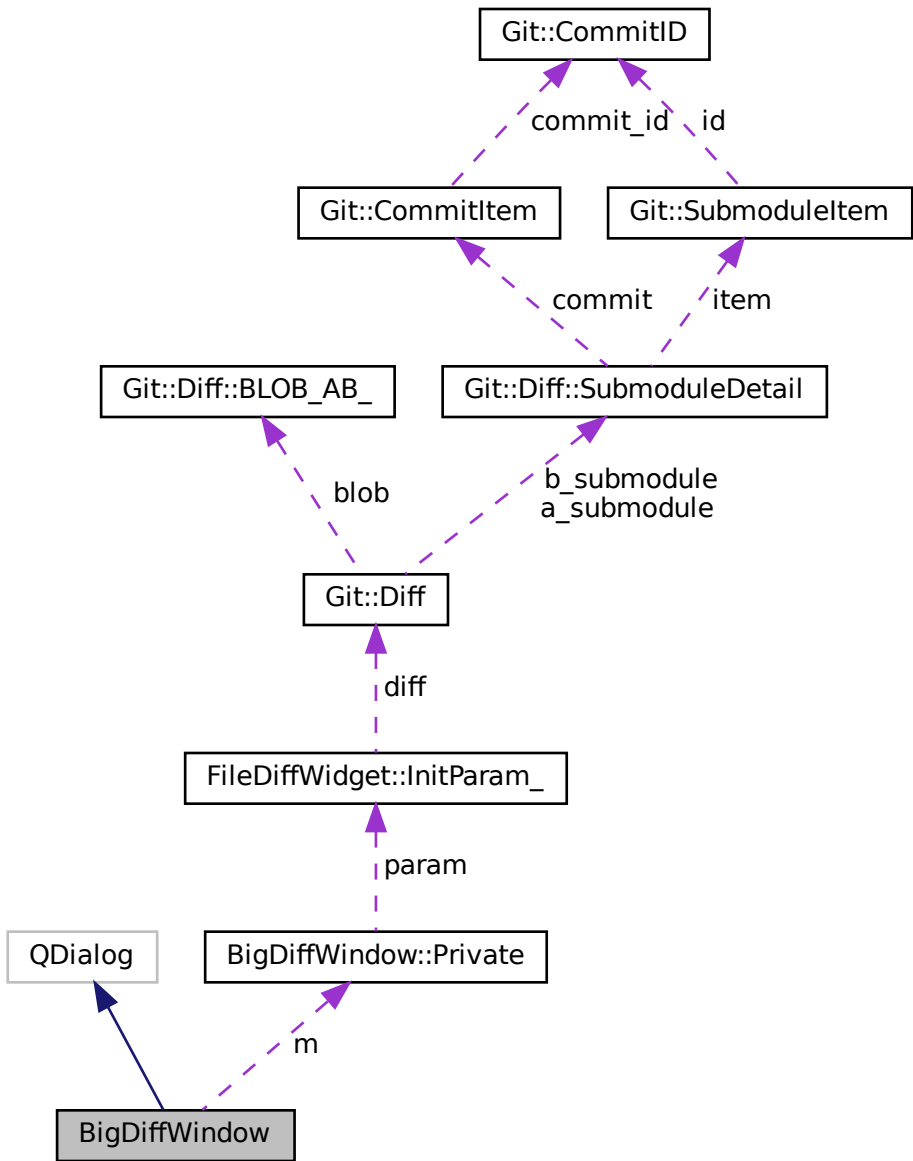 Git::CommitID
commit_id
id
Git::CommitItem
Git::SubmoduleItem
commit
item
Git::Diff::BLOB_AB_
Git::Diff::SubmoduleDetail
blob
b_submodule
a_submodule
Git::Diff
diff
FileDiffWidget::InitParam_
param
QDialog
BigDiffWindow::Private
m
BigDiffWindow